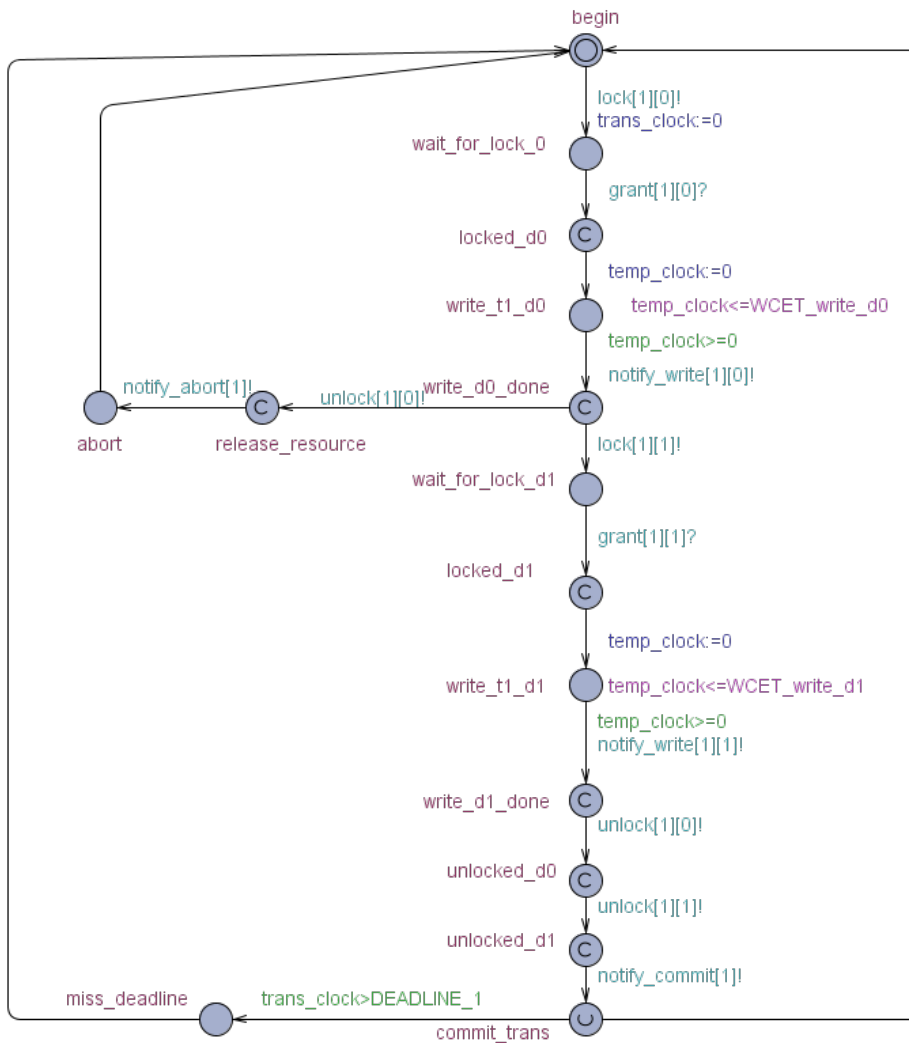 begin
lock[1][0]!
trans_clock:=0
wait_for_lock_0
grant[1][0]?
locked_d0
temp_clock:=0
write_t1_d0
temp_clock<=WCET_write_d0
temp_clock>=0
notify_write[1][0]!
write_d0_done
C
unlock[1][0]!
C
release_resource
notify_abort[1]!
abort
lock[1][1]!
wait_for_lock_d1
grant[1][1]?
locked_d1
C
temp_clock:=0
write_t1_d1
temp_clock<=WCET_write_d1
temp_clock>=0
notify_write[1][1]!
write_d1_done
C
unlock[1][0]!
unlocked_d0
C
unlock[1][1]!
unlocked_d1
C
notify_commit[1]!
miss_deadline
trans_clock>DEADLINE_1
commit_trans
U
C